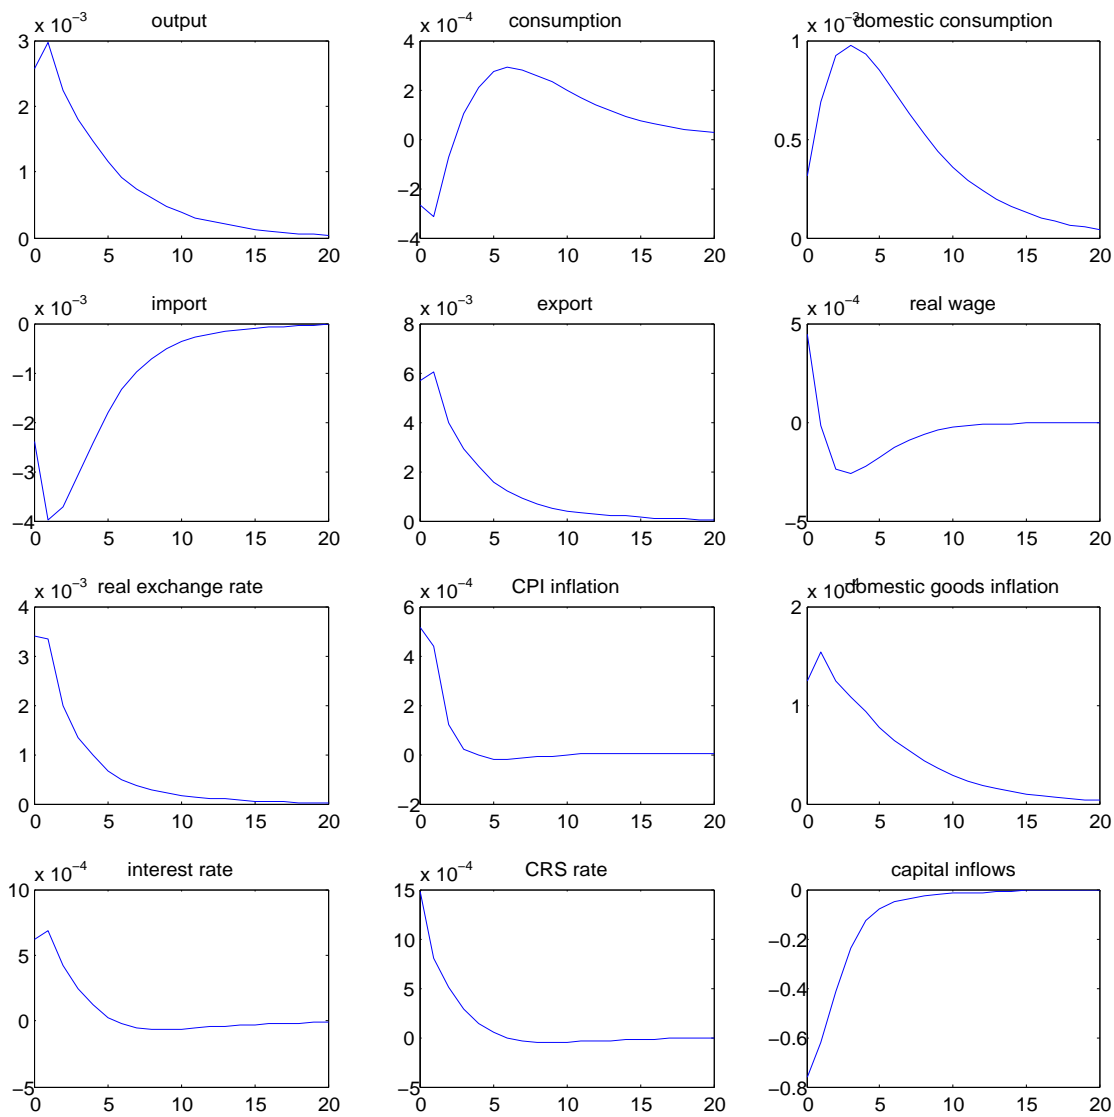 output
x 10−3
3
2
1
0
0 5 10 15 20
consumption
x 10−4
4
2
0
−2
−4
0 5 10 15 20
domestic consumption
x 10−3
1
0.5
0
0 5 10 15 20
import
x 10−3
0
−1
−2
−3
−4
0 5 10 15 20
export
x 10−3
8
6
4
2
0
0 5 10 15 20
real wage
x 10−4
5
0
−5
0 5 10 15 20
real exchange rate
x 10−3
4
3
2
1
0
0 5 10 15 20
CPI inflation
x 10−4
6
4
2
0
−2
0 5 10 15 20
domestic goods inflation
x 10
2
1
0
0 5 10 15 20
interest rate
x 10−4
10
5
0
−5
0 5 10 15 20
CRS rate
x 10−4
15
10
5
0
−5
0 5 10 15 20
capital inflows
0
−0.2
−0.4
−0.6
−0.8
0 5 10 15 20